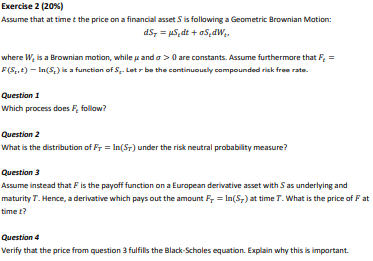 Exercise 2 (20%)
Assume that at time t the price on a financial asset S is following a Geometric Brownian Motion:
dS_T = μS_t dt + σS_t dW_t,
where W_t is a Brownian motion, while μ and σ > 0 are constants. Assume furthermore that F_t =
F(S_t, t) − ln(S_t) is a function of S_t. Let r be the continuously compounded risk free rate.
Question 1
Which process does F_t follow?
Question 2
What is the distribution of F_T = ln(S_T) under the risk neutral probability measure?
Question 3
Assume instead that F is the payoff function on a European derivative asset with S as underlying and
maturity T. Hence, a derivative which pays out the amount F_T = ln(S_T) at time T. What is the price of F at
time t?
Question 4
Verify that the price from question 3 fulfills the Black-Scholes equation. Explain why this is important.